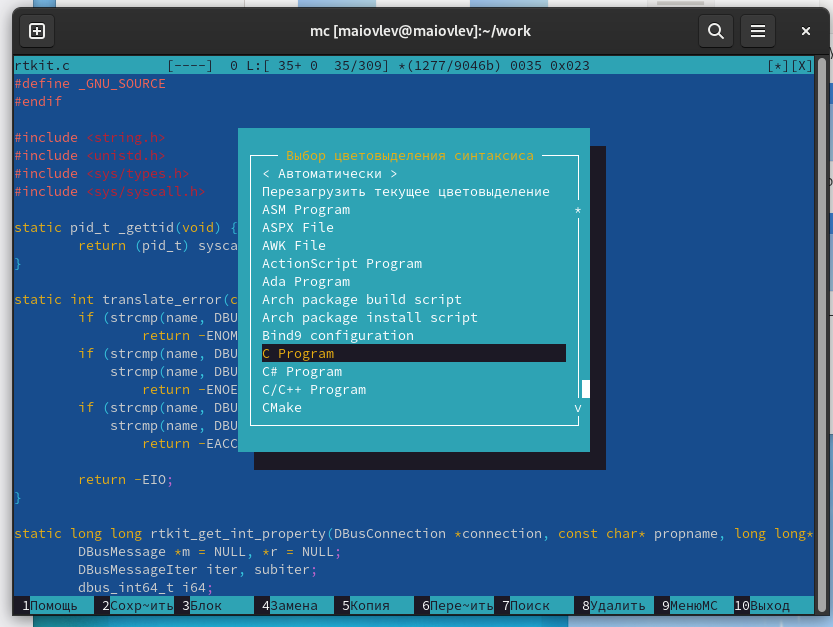 mc [maiovlev@maiovlev]:~/work
rtkit.c [----] 0 L:[ 35+ 0 35/309] *(1277/9046b) 0035 0x023 [*][X]
#define _GNU_SOURCE
#endif
#include <string.h>
#include <unistd.h>
#include <sys/types.h>
#include <sys/syscall.h>
static pid_t _gettid(void) {
return (pid_t) sysca
}
static int translate_error(c
if (strcmp(name, DBU
return -ENOM
if (strcmp(name, DBU
strcmp(name, DBU
return -ENOE
if (strcmp(name, DBU
strcmp(name, DBU
return -EACC
return -EIO;
}
static long long rtkit_get_int_property(DBusConnection *connection, const char* propname, long long*
DBusMessage *m = NULL, *r = NULL;
DBusMessageIter iter, subiter;
dbus_int64_t i64;
Выбор цветовыделения синтаксиса
< Автоматически >
Перезагрузить текущее цветовыделение
ASM Program
ASPX File
AWK File
ActionScript Program
Ada Program
Arch package build script
Arch package install script
Bind9 configuration
C Program
C# Program
C/C++ Program
CMake
1Помощь 2Сохр~ить 3Блок 4Замена 5Копия 6Пере~ить 7Поиск 8Удалить 9МенюMC 10Выход